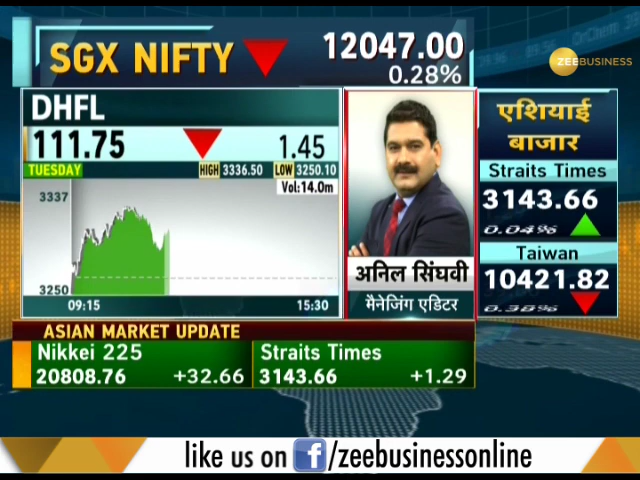 SGX NIFTY
12047.00
0.28%
ZEEBUSINESS
DHFL
111.75
1.45
TUESDAY
HIGH 3336.50
LOW 3250.10
Vol:14.0m
3337
3250
09:15
15:30
अनिल सिंघवी
मैनेजिंग एडिटर
एशियाई
बाजार
Straits Times
3143.66
0.04%
Taiwan
10421.82
0.38%
ASIAN MARKET UPDATE
Nikkei 225
20808.76 +32.66
Straits Times
3143.66 +1.29
like us on f/zeebusinessonline